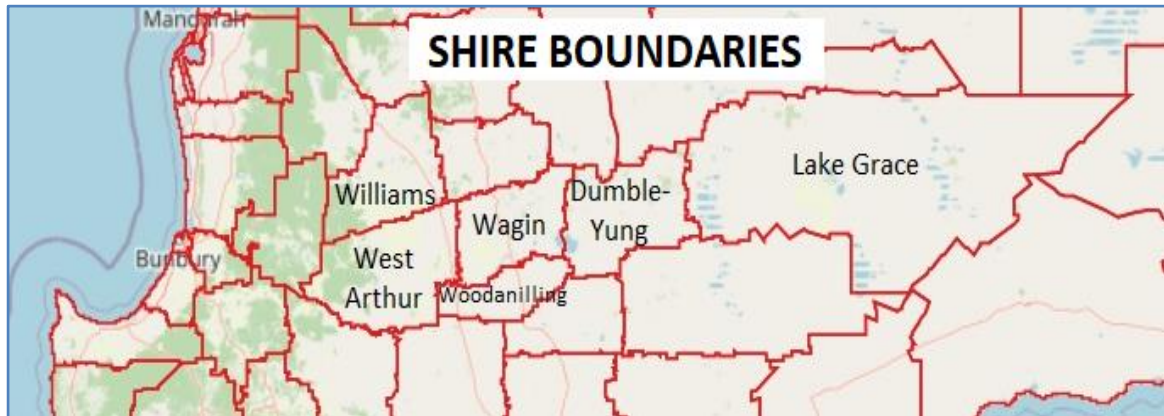 Mandurah
SHIRE BOUNDARIES
Lake Grace
Williams
Dumble-
Yung
Wagin
Bunbury
West
Arthur
Woodanilling